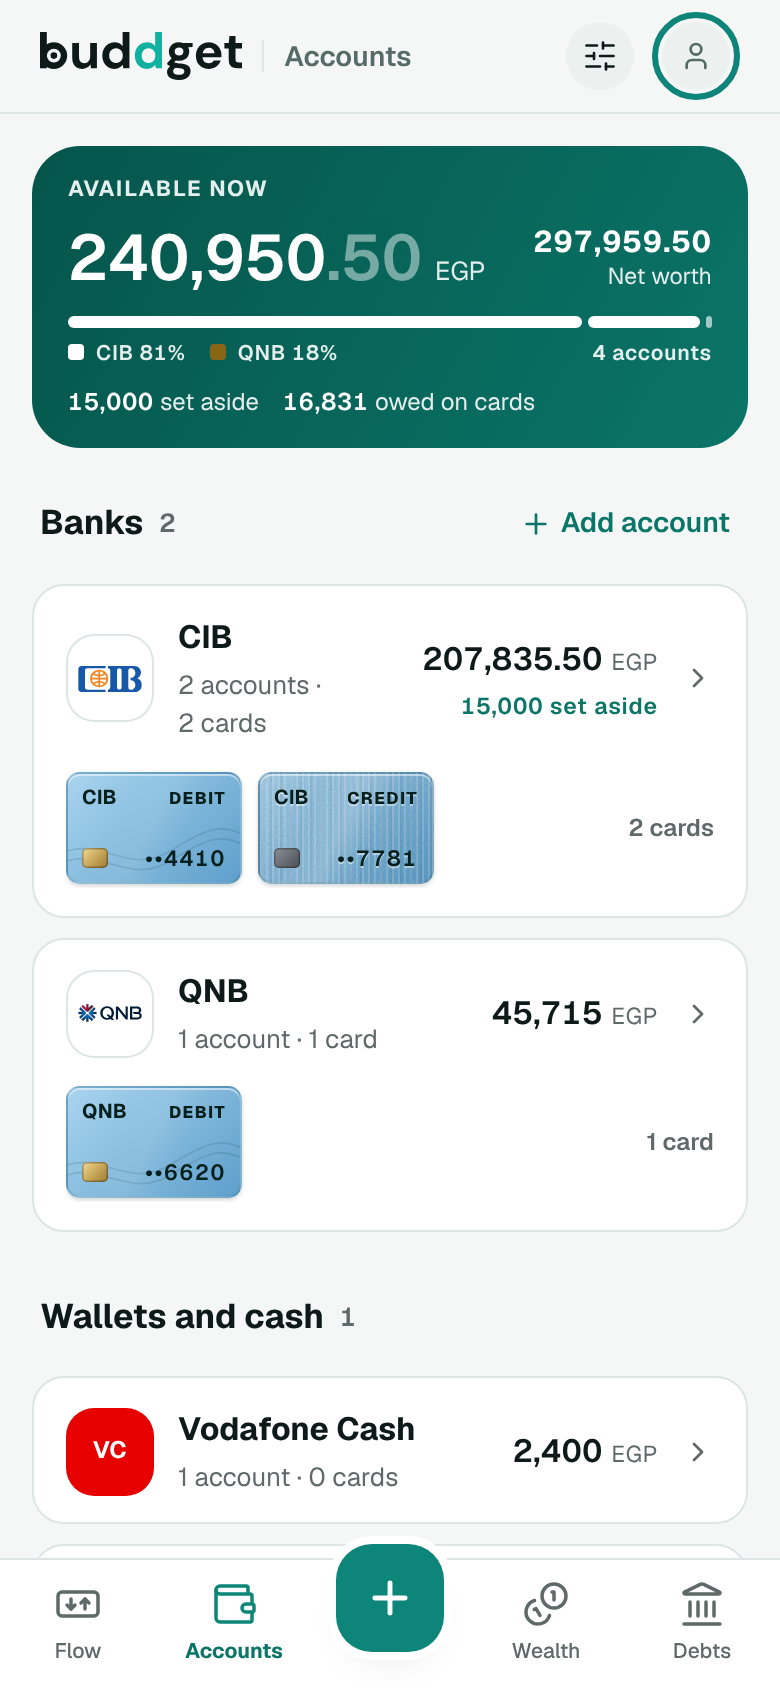 buddget
Accounts
AVAILABLE NOW
240,950.50 EGP
297,959.50
Net worth
CIB 81% QNB 18%
4 accounts
15,000 set aside 16,831 owed on cards
Banks 2
+ Add account
CIB
CIB
2 accounts ·
2 cards
207,835.50 EGP
15,000 set aside
CIB DEBIT
••4410
CIB CREDIT
••7781
2 cards
QNB
QNB
1 account · 1 card
45,715 EGP
QNB DEBIT
••6620
1 card
Wallets and cash 1
VC
Vodafone Cash
1 account · 0 cards
2,400 EGP
Flow
Accounts
Wealth
Debts